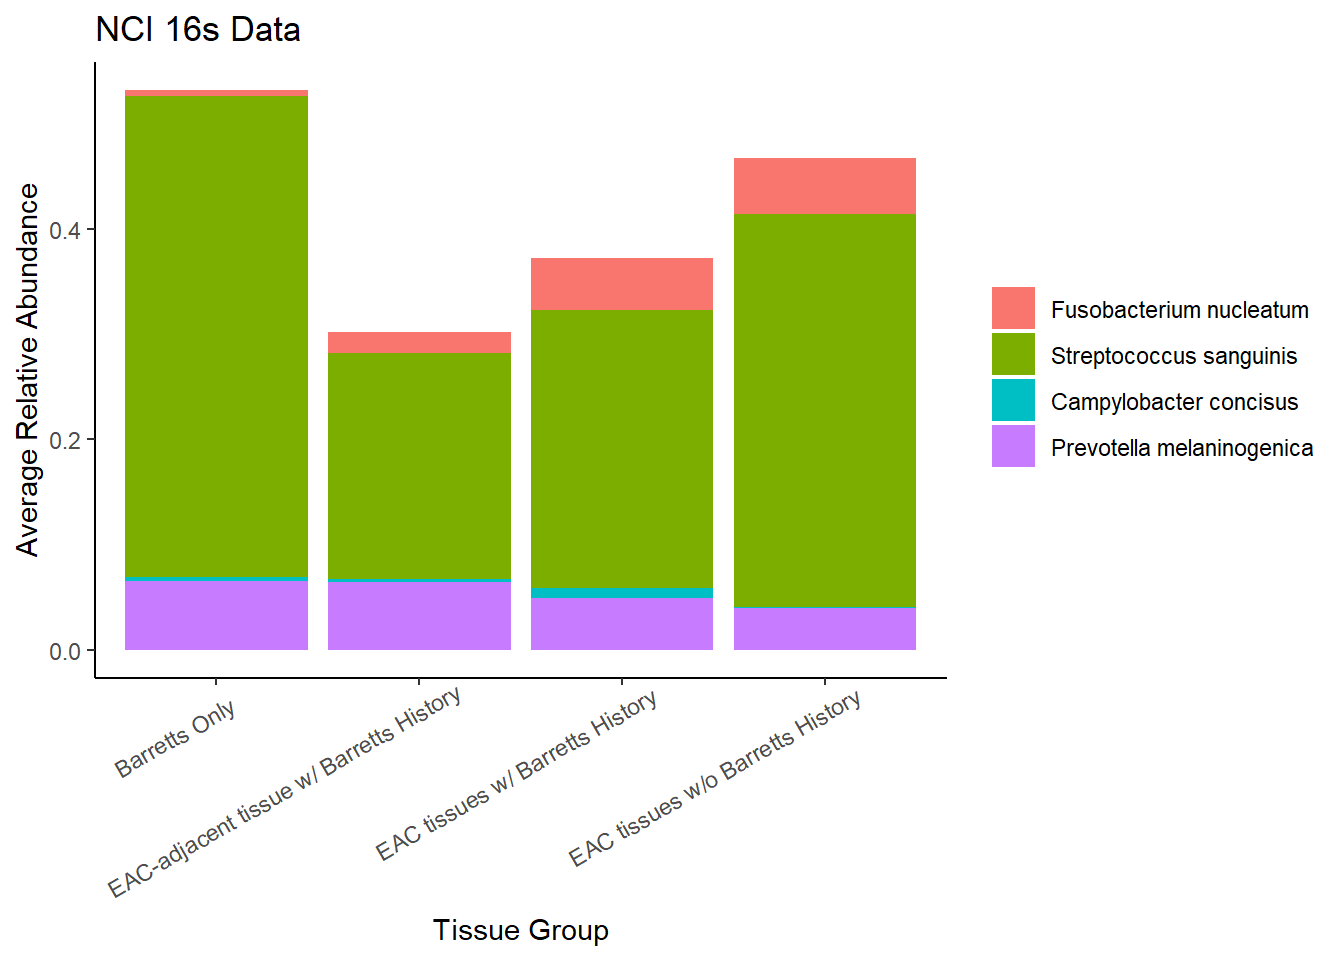 NCI 16s Data
Average Relative Abundance
0.4
0.2
0.0
Barretts Only
EAC-adjacent tissue w/ Barretts History
EAC tissues w/ Barretts History
EAC tissues w/o Barretts History
Tissue Group
Fusobacterium nucleatum
Streptococcus sanguinis
Campylobacter concisus
Prevotella melaninogenica